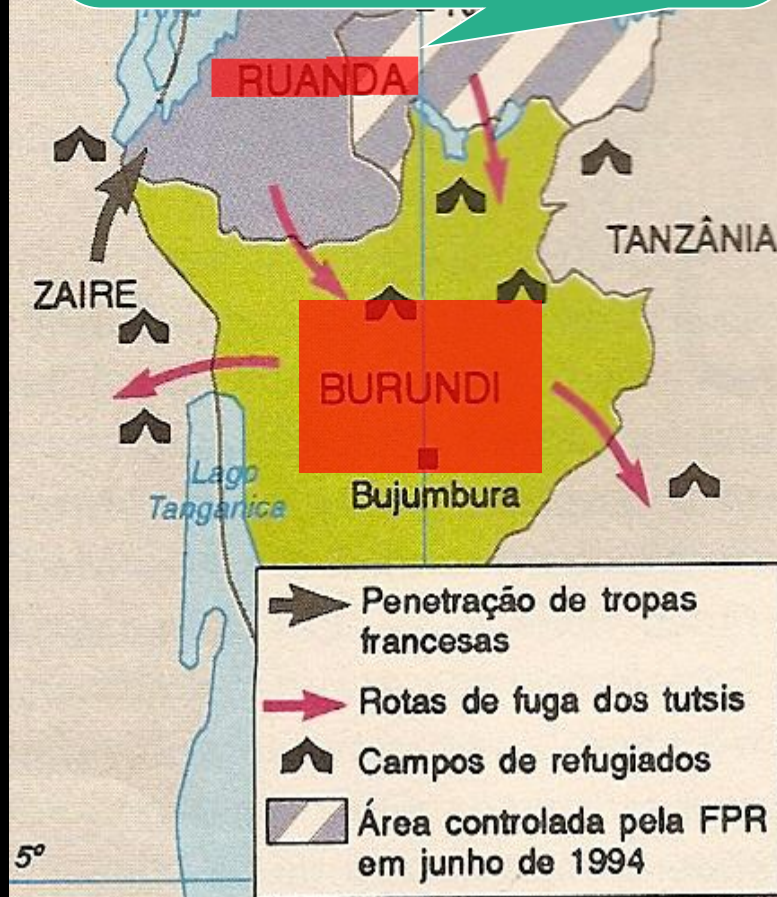 RUANDA
TANZÂNIA
ZAIRE
BURUNDI
Lago
Tanganica
Bujumbura
Penetração de tropas
francesas
Rotas de fuga dos tutsis
Campos de refugiados
Área controlada pela FPR
em junho de 1994
5º